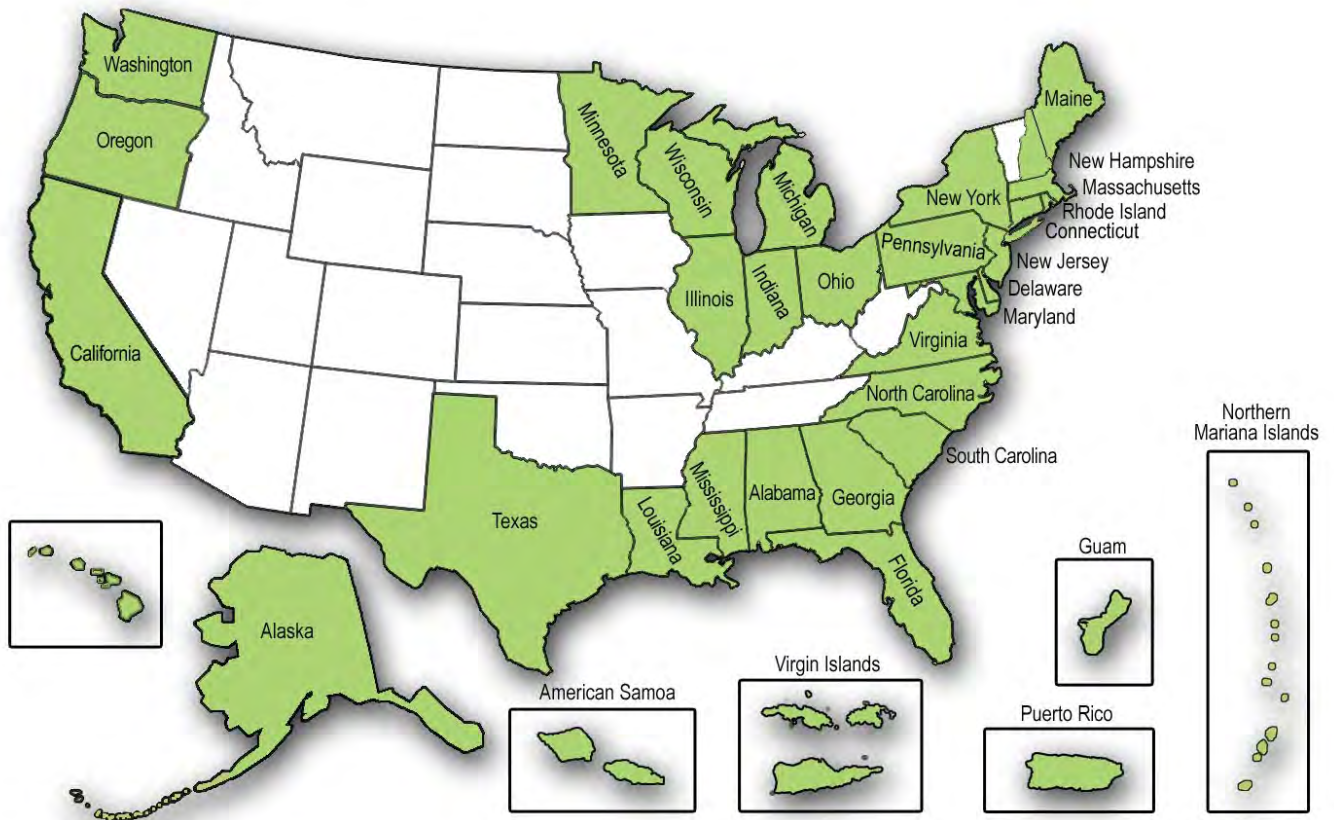 Washington
Oregon
California
Minnesota
Wisconsin
Michigan
Illinois
Indiana
Ohio
Maine
New Hampshire
Massachusetts
Rhode Island
Connecticut
New York
Pennsylvania
New Jersey
Delaware
Maryland
Virginia
North Carolina
South Carolina
Texas
Louisiana
Mississippi
Alabama
Georgia
Florida
Alaska
American Samoa
Virgin Islands
Guam
Puerto Rico
Northern
Mariana Islands